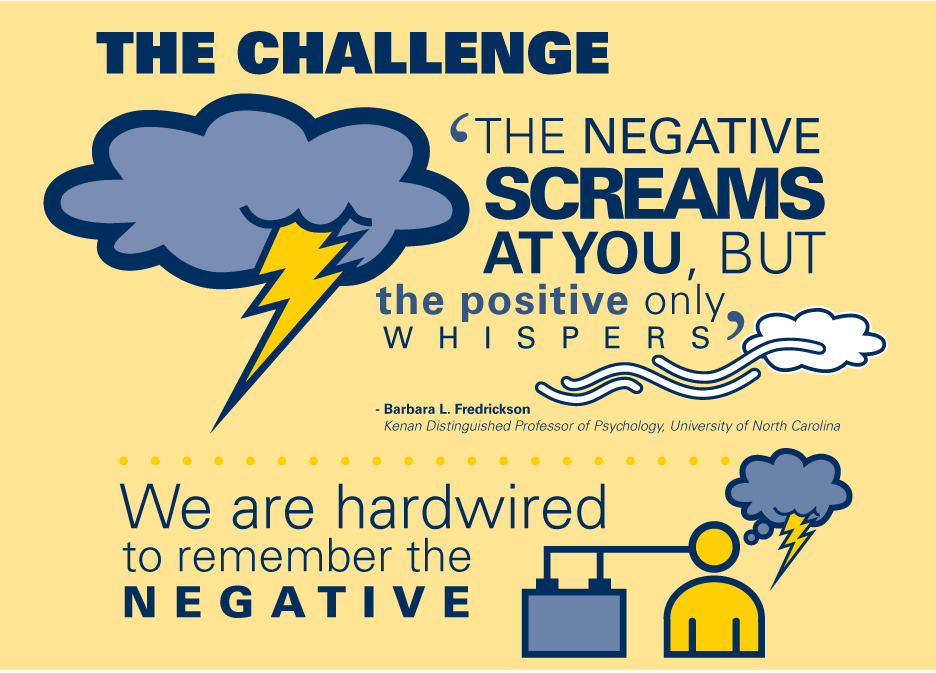 THE CHALLENGE
‘THE NEGATIVE
SCREAMS
AT YOU, BUT
the positive only
WHISPERS’
- Barbara L. Fredrickson
Kenan Distinguished Professor of Psychology, University of North Carolina
We are hardwired
to remember the
NEGATIVE